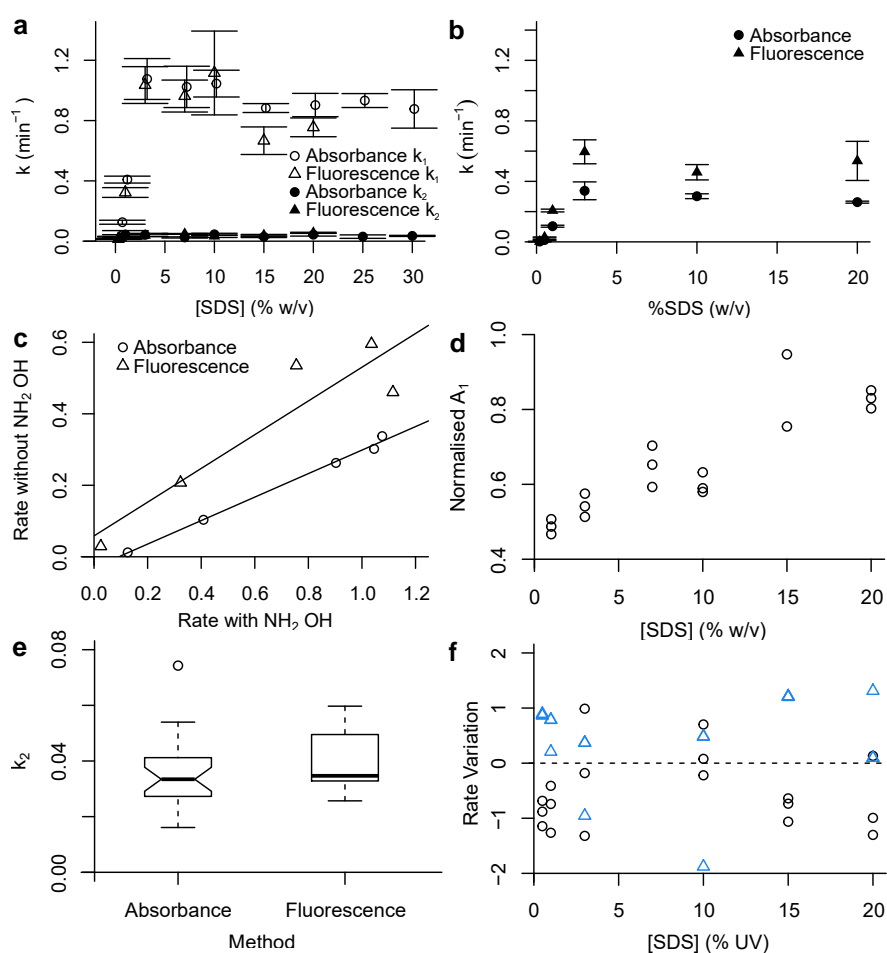 a
k (min⁻¹)
1.2
0.8
0.4
0.0
Absorbance k₁
Fluorescence k₁
Absorbance k₂
Fluorescence k₂
0 5 10 15 20 25 30
[SDS] (% w/v)
b
k (min⁻¹)
1.2
0.8
0.4
0.0
Absorbance
Fluorescence
0 5 10 15 20
%SDS (w/v)
c
Rate without NH₂ OH
0.6
0.4
0.2
0.0
Absorbance
Fluorescence
0.0 0.2 0.4 0.6 0.8 1.0 1.2
Rate with NH₂ OH
d
Normalised A₁
1.0
0.8
0.6
0.4
0 5 10 15 20
[SDS] (% w/v)
e
k₂
0.08
0.04
0.00
Absorbance Fluorescence
Method
f
Rate Variation
2
1
0
−1
−2
0 5 10 15 20
[SDS] (% UV)